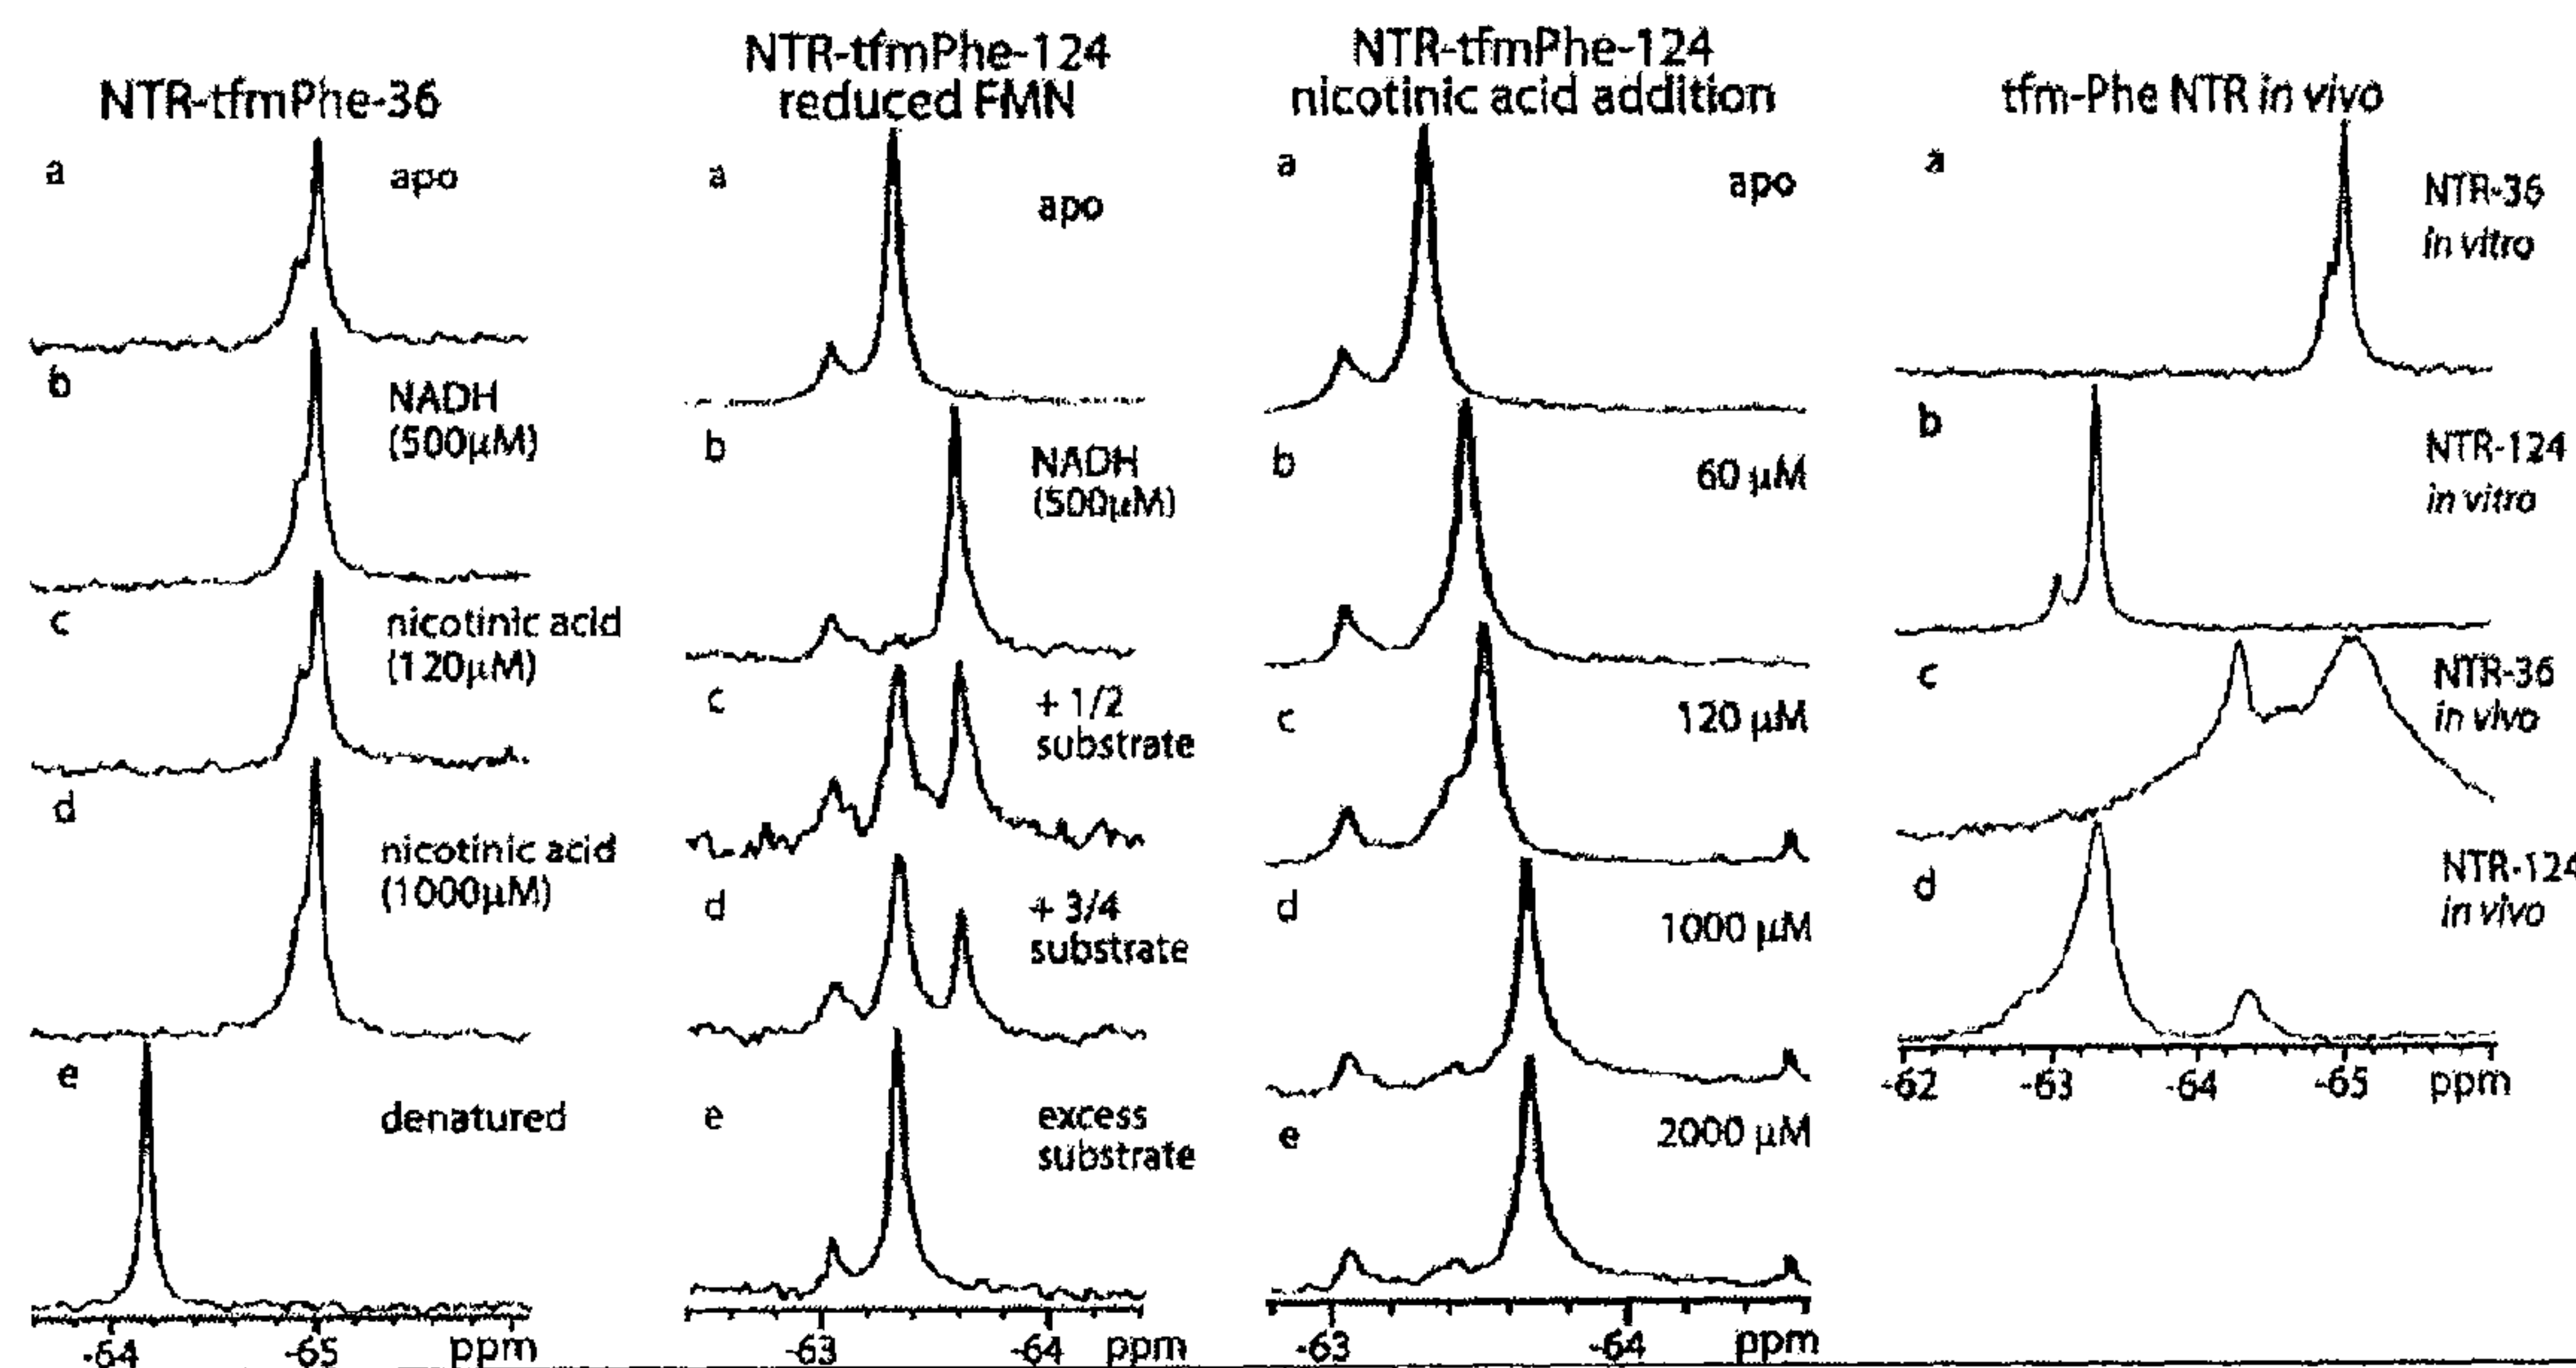 NTR-tfmPhe-36
a
apo
b
NADH
(500µM)
c
nicotinic acid
(120µM)
d
nicotinic acid
(1000µM)
e
denatured
-64
-65
ppm
NTR-tfmPhe-124
reduced FMN
a
apo
b
NADH
(500µM)
c
+ 1/2
substrate
d
+ 3/4
substrate
e
excess
substrate
-63
-64
ppm
NTR-tfmPhe-124
nicotinic acid addition
a
apo
b
60 µM
c
120 µM
d
1000 µM
e
2000 µM
-63
-64
ppm
tfm-Phe NTR in vivo
a
NTR-36
in vitro
b
NTR-124
in vitro
c
NTR-36
in vivo
d
NTR-124
in vivo
-62
-63
-64
-65
ppm